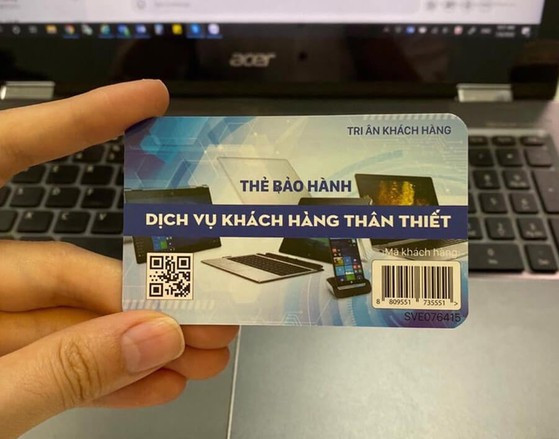 acer
TRI ÂN KHÁCH HÀNG
THẺ BẢO HÀNH
DỊCH VỤ KHÁCH HÀNG THÂN THIẾT
Mã khách hàng:
8 809551 735551 >
SVE076415